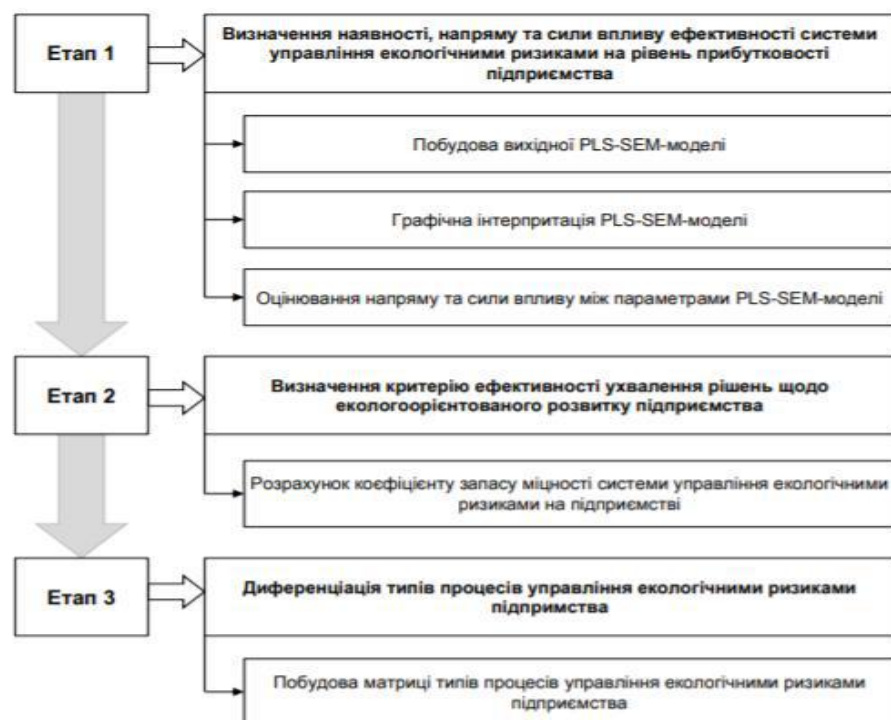 Етап 1
Визначення наявності, напряму та сили впливу ефективності системи
управління екологічними ризиками на рівень прибутковості
підприємства
Побудова вихідної PLS-SEM-моделі
Графічна інтерпритація PLS-SEM-моделі
Оцінювання напряму та сили впливу між параметрами PLS-SEM-моделі
Етап 2
Визначення критерію ефективності ухвалення рішень щодо
екологоорієнтованого розвитку підприємства
Розрахунок коєфіцієнту запасу міцності системи управління екологічними
ризиками на підприємстві
Етап 3
Диференціація типів процесів управління екологічними ризиками
підпримства
Побудова матриці типів процесів управління екологічними ризиками
підприємства